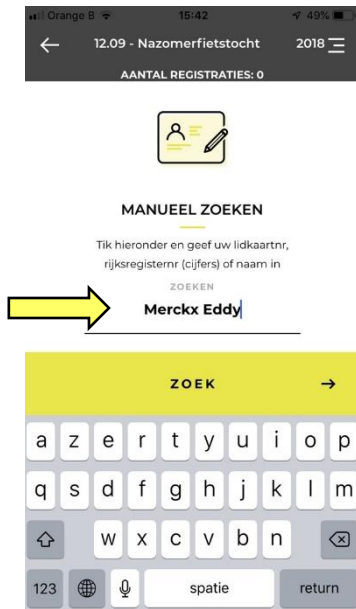 Orange B 15:42 49%
12.09 - Nazomerfietstocht 2018
AANTAL REGISTRATIES: 0
MANUEEL ZOEKEN
Tik hieronder en geef uw lidkaartnr,
rijksregisternr (cijfers) of naam in
ZOEKEN
Merckx Eddy
ZOEK →
a z e r t y u i o p
q s d f g h j k l m
w x c v b n
123 spatie return